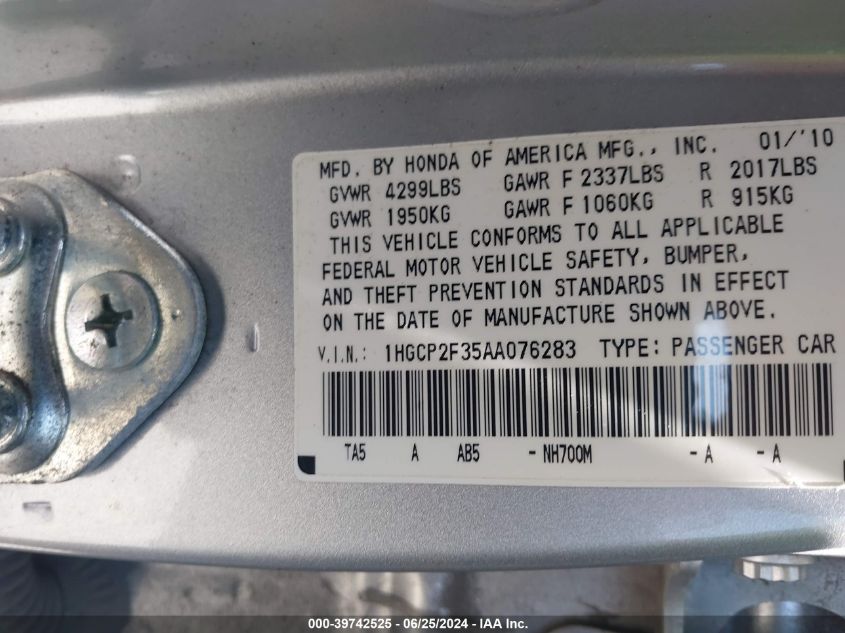 MFD. BY HONDA OF AMERICA MFG., INC. 01/'10
GVWR 4299LBS GAWR F 2337LBS R 2017LBS
GVWR 1950KG GAWR F 1060KG R 915KG
THIS VEHICLE CONFORMS TO ALL APPLICABLE
FEDERAL MOTOR VEHICLE SAFETY, BUMPER,
AND THEFT PREVENTION STANDARDS IN EFFECT
ON THE DATE OF MANUFACTURE SHOWN ABOVE.
V.I.N.: 1HGCP2F35AA076283 TYPE: PASSENGER CAR
TA5 A AB5 -NH700M -A -A
000-39742525 - 06/25/2024 - IAA Inc.